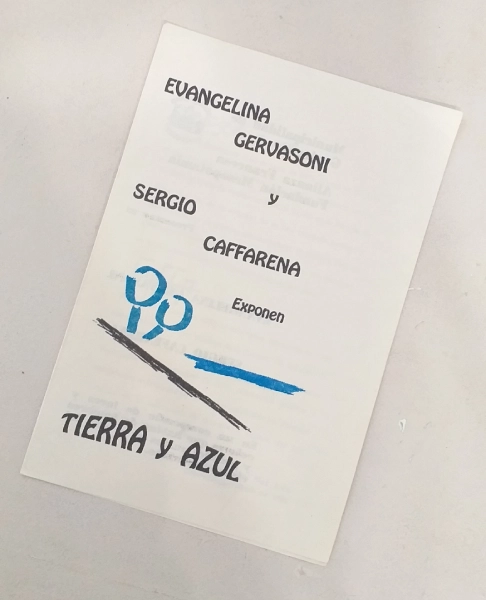 EVANGELINA
GERVASONI
y
SERGIO
CAFFARENA
Exponen
TIERRA y AZUL